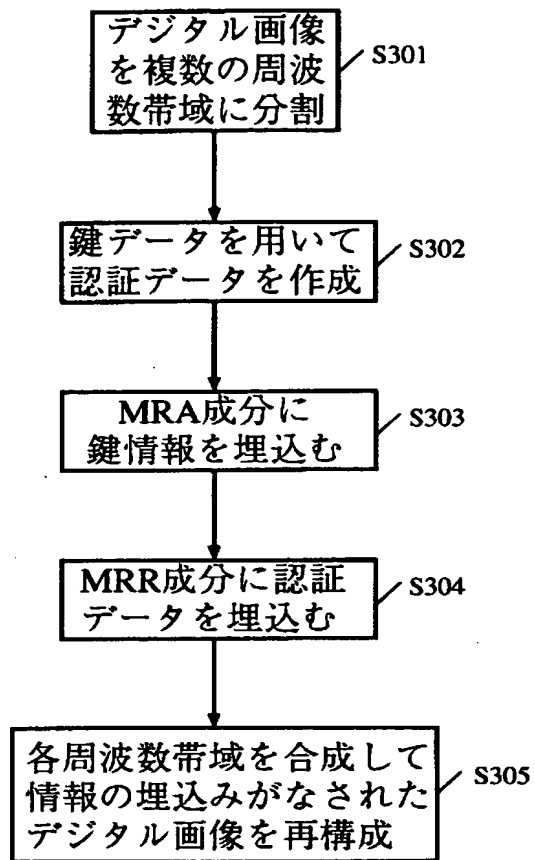 デジタル画像
を複数の周波
数帯域に分割
S301
鍵データを用いて
認証データを作成
S302
MRA成分に
鍵情報を埋込む
S303
MRR成分に認証
データを埋込む
S304
各周波数帯域を合成して
情報の埋込みがなされた
デジタル画像を再構成
S305